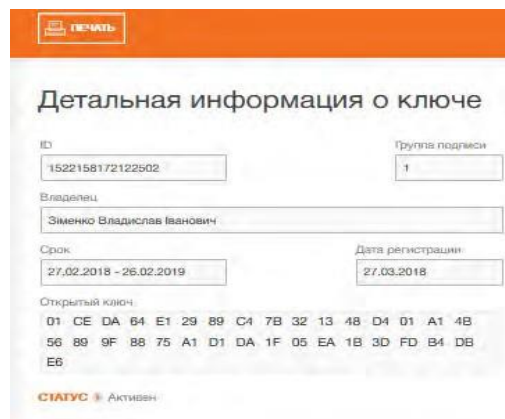 ПЕЧАТЬ
Детальная информация о ключе
ID Группа подписи
1522158172122502 1
Владелец
Зіменко Владислав Іванович
Срок Дата регистрации
27.02.2018 - 26.02.2019 27.03.2018
Открытый ключ
01 CE DA 64 E1 29 89 C4 7B 32 13 48 D4 01 A1 4B
56 89 9F 88 75 A1 D1 DA 1F 05 EA 1B 3D FD B4 DB
E6
СТАТУС Активен